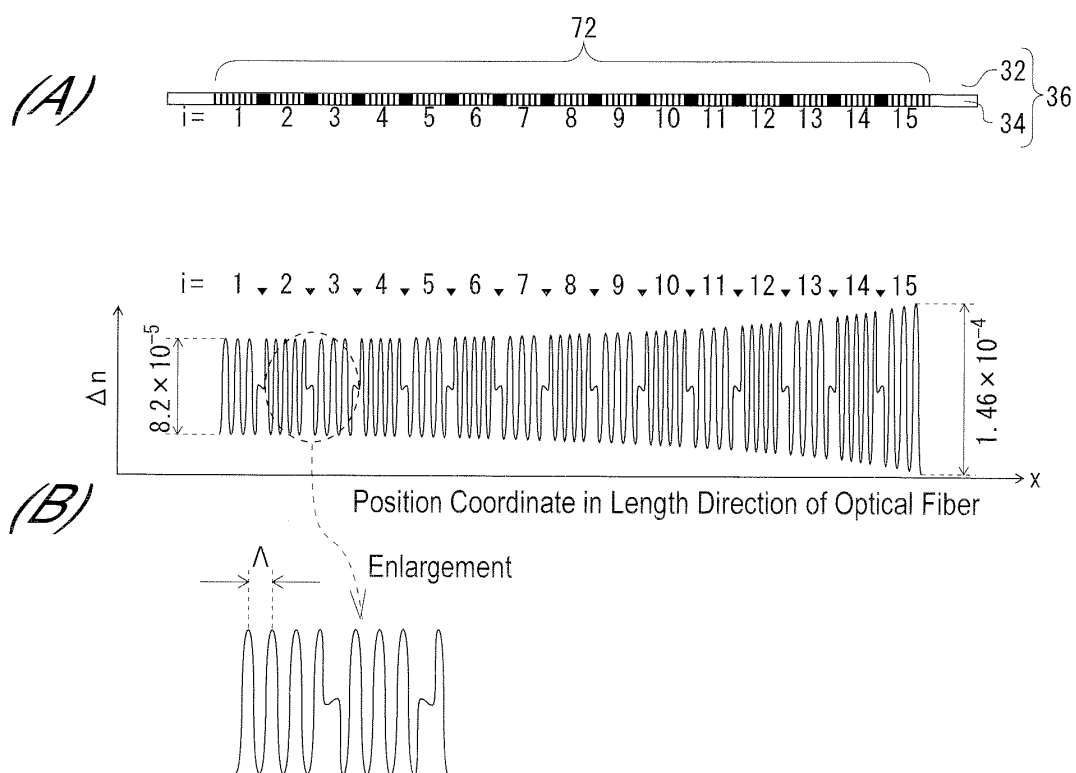 72
(A)
32
34
36
i= 1 2 3 4 5 6 7 8 9 10 11 12 13 14 15
i= 1 ▼ 2 ▼ 3 ▼ 4 ▼ 5 ▼ 6 ▼ 7 ▼ 8 ▼ 9 ▼ 10 ▼ 11 ▼ 12 ▼ 13 ▼ 14 ▼ 15
Δn
8.2×10⁻⁵
1.46×10⁻⁴
x
(B)
Position Coordinate in Length Direction of Optical Fiber
Λ
Enlargement